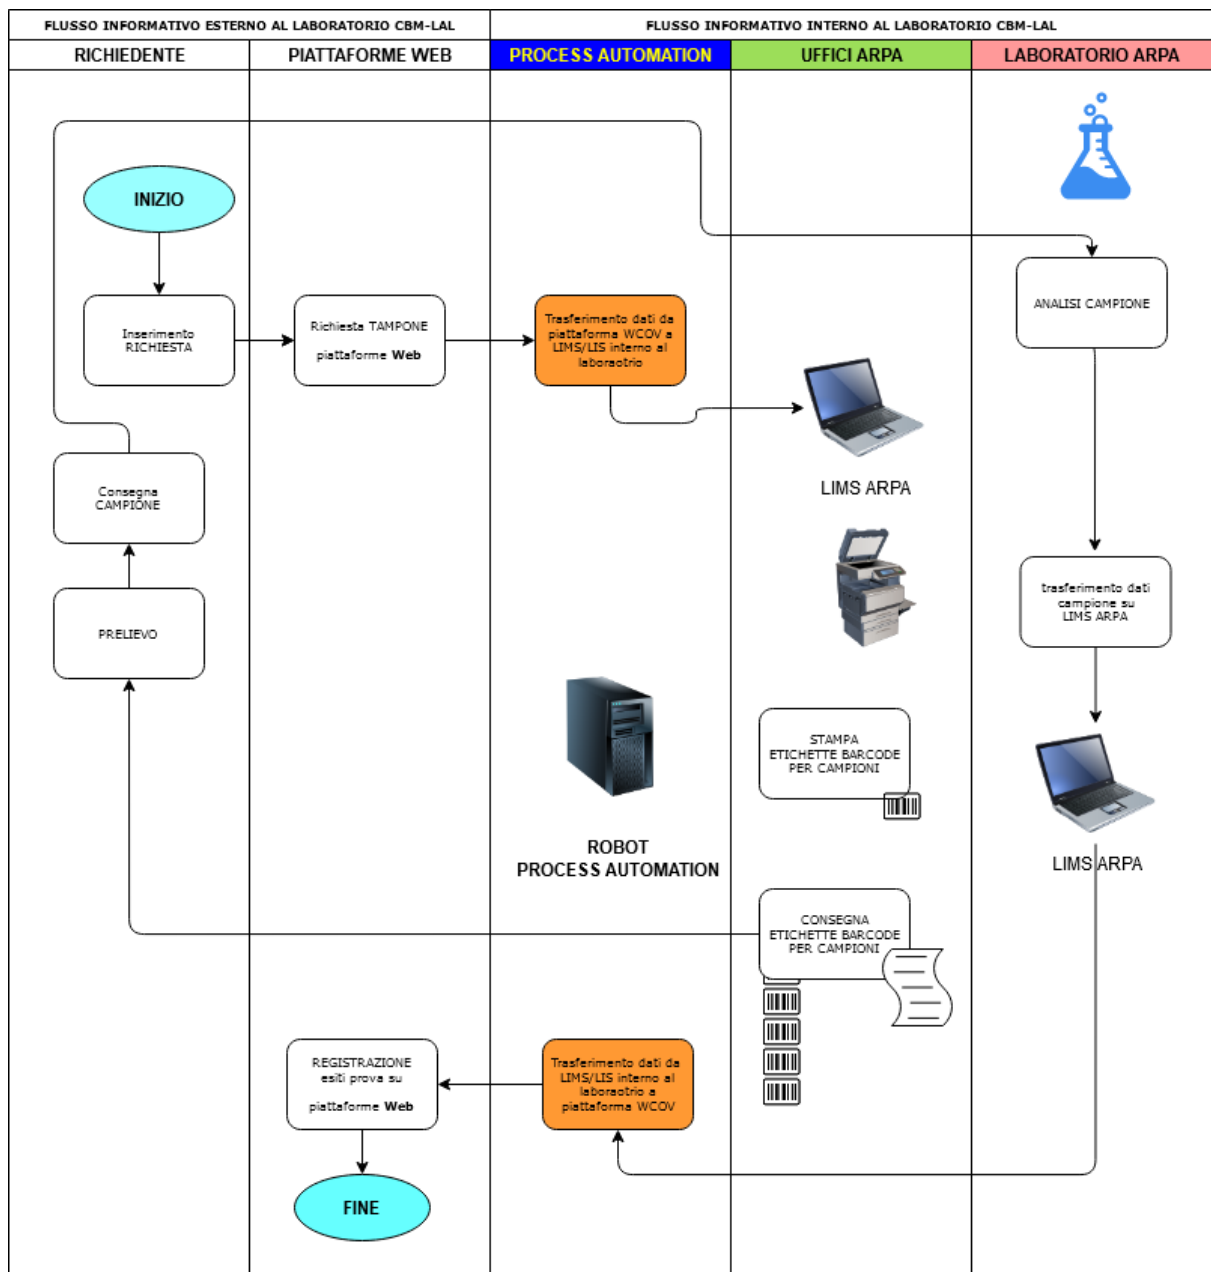 FLUSSO INFORMATIVO ESTERNO AL LABORATORIO CBM-LAL
FLUSSO INFORMATIVO INTERNO AL LABORATORIO CBM-LAL
RICHIEDENTE
PIATTAFORME WEB
PROCESS AUTOMATION
UFFICI ARPA
LABORATORIO ARPA
INIZIO
Inserimento
RICHIESTA
Richiesta TAMPONE
piattaforme Web
Trasferimento dati da
piattaforma WCOV a
LIMS/LIS interno al
laboraotrio
ANALISI CAMPIONE
LIMS ARPA
Consegna
CAMPIONE
PRELIEVO
trasferimento dati
campione su
LIMS ARPA
STAMPA
ETICHETTE BARCODE
PER CAMPIONI
ROBOT
PROCESS AUTOMATION
LIMS ARPA
CONSEGNA
ETICHETTE BARCODE
PER CAMPIONI
REGISTRAZIONE
esiti prova su
piattaforme Web
Trasferimento dati da
LIMS/LIS interno al
laboraotrio a
piattaforma WCOV
FINE